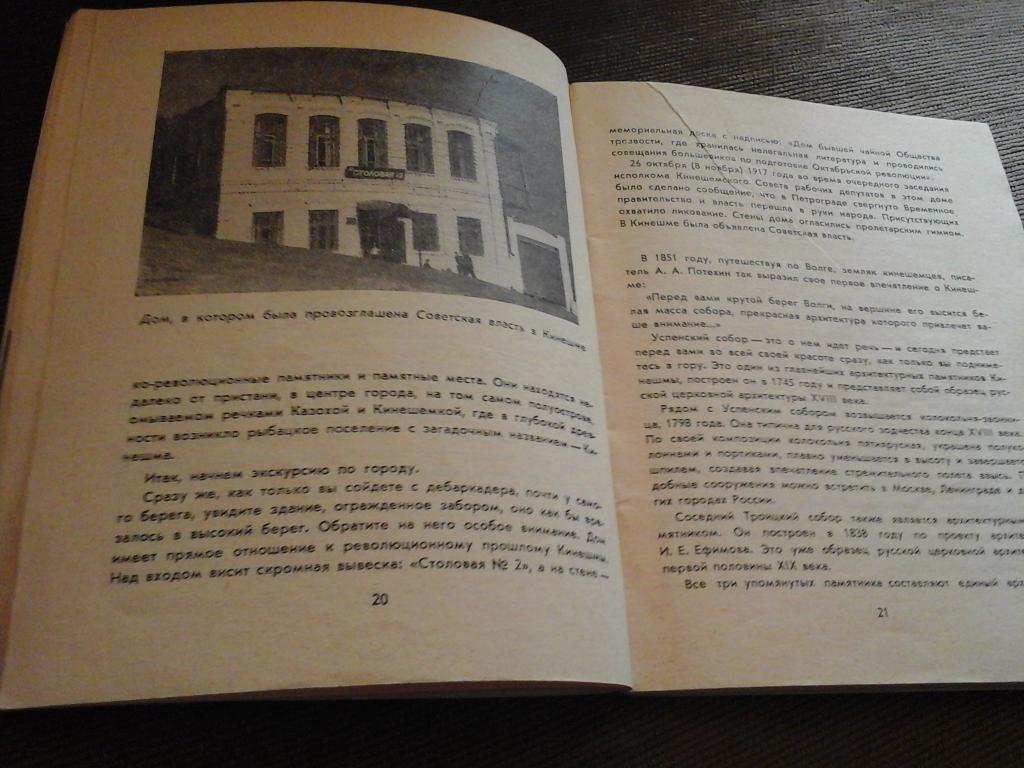 СТОЛОВАЯ
Дом, в котором была провозглашена Советская власть в Кинешме
ко-революционные памятники и памятные места. Они находятся не-
далеко от пристани, в центре города, на том самом полуострове,
омываемом речками Казохой и Кинешемкой, где в глубокой древ-
ности возникло рыбацкое поселение с загадочным названием — Ки-
нешма.
Итак, начнем экскурсию по городу.
Сразу же, как только вы сойдете с дебаркадера, почти у само-
го берега, увидите здание, огражденное забором, оно как бы вре-
залось в высокий берег. Обратите на него особое внимание. Дом
имеет прямое отношение к революционному прошлому Кинешмы.
Над входом висит скромная вывеска: «Столовая № 2», а на стене —
20
мемориальная доска с надписью: «Дом бывшей чайной Общества
трезвости, где хранилась нелегальная литература и проводились
совещания большевиков по подготовке Октябрьской революции».
26 октября (8 ноября) 1917 года во время очередного заседания
исполкома Кинешемского Совета рабочих депутатов в этом доме
было сделано сообщение, что в Петрограде свергнуто Временное
правительство и власть перешла в руки народа. Присутствующих
охватило ликование. Стены дома огласились пролетарским гимном.
В Кинешме была объявлена Советская власть.
В 1851 году, путешествуя по Волге, земляк кинешемцев, писа-
тель А. А. Потехин так выразил свое первое впечатление о Кинеш-
ме:
«Перед вами крутой берег Волги, на вершине его высится бе-
лая масса собора, прекрасная архитектура которого привлечет ва-
ше внимание...»
Успенский собор — это о нем идет речь — и сегодня предстает
перед вами во всей своей красоте сразу, как только вы подниме-
тесь в гору. Это один из главнейших архитектурных памятников Ки-
нешмы, построен он в 1745 году и представляет собой образец рус-
ской церковной архитектуры XVIII века.
Рядом с Успенским собором возвышается колокольня-звонни-
ца, 1798 года. Она типична для русского зодчества конца XVIII века.
По своей композиции колокольня пятиярусная, украшена полуко
лоннами и портиками, плавно уменьшается в высоту и завершаетс
шпилем, создавая впечатление стремительного полета ввысь. П
добные сооружения можно встретить в Москве, Ленинграде и д
гих городах России.
Соседний Троицкий собор также является архитектурным
мятником. Он построен в 1838 году по проекту архите
И. Е. Ефимова. Это уже образец русской церковной архит
первой половины XIX века.
Все три упомянутых памятника составляют единый арх
21